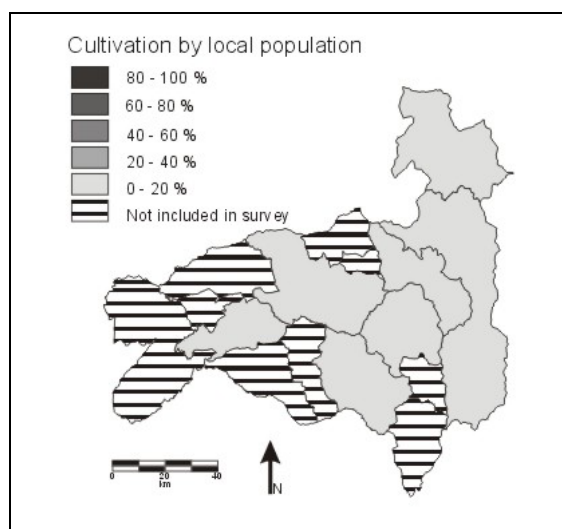 Cultivation by local population
80 - 100 %
60 - 80 %
40 - 60 %
20 - 40 %
0 - 20 %
Not included in survey
0 20 40
km
N